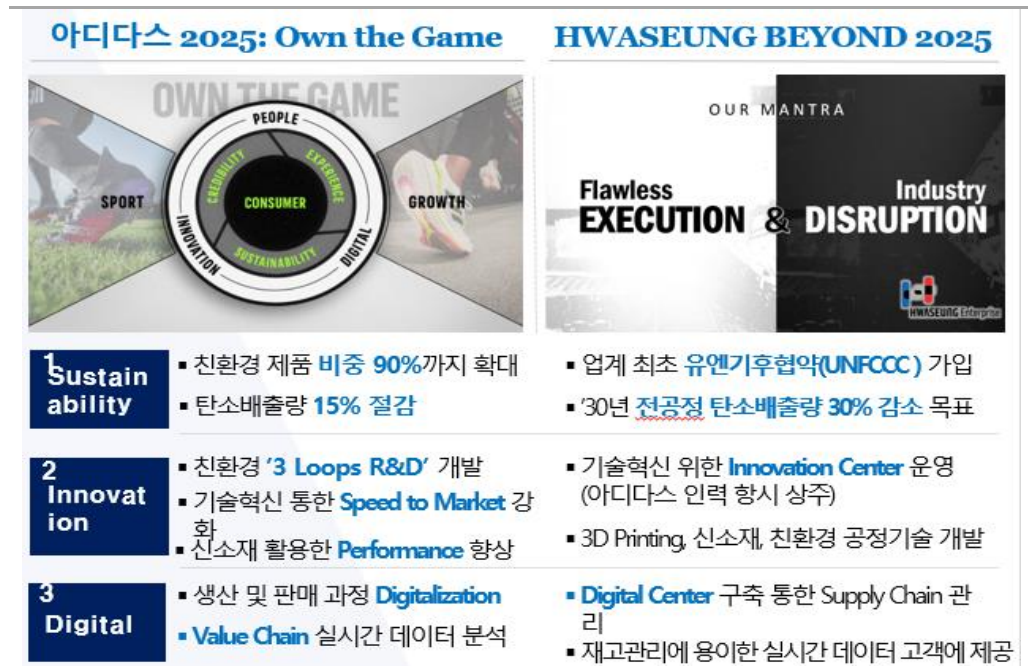 아디다스 2025: Own the Game
HWASEUNG BEYOND 2025
OWN THE GAME
PEOPLE
CREDIBILITY
EXPERIENCE
SPORT
CONSUMER
GROWTH
INNOVATION
SUSTAINABILITY
DIGITAL
OUR MANTRA
Flawless
EXECUTION
&
Industry
DISRUPTION
HWASEUNG Enterprise
1
Sustain
ability
▪ 친환경 제품 비중 90%까지 확대
▪ 탄소배출량 15% 절감
▪ 업계 최초 유엔기후협약(UNFCCC ) 가입
▪ '30년 전공정 탄소배출량 30% 감소 목표
2
Innovat
ion
▪ 친환경 '3 Loops R&D' 개발
▪ 기술혁신 통한 Speed to Market 강
화
▪ 신소재 활용한 Performance 향상
▪ 기술혁신 위한 Innovation Center 운영
(아디다스 인력 항시 상주)
▪ 3D Printing, 신소재, 친환경 공정기술 개발
3
Digital
▪ 생산 및 판매 과정 Digitalization
▪ Value Chain 실시간 데이터 분석
▪ Digital Center 구축 통한 Supply Chain 관
리
▪ 재고관리에 용이한 실시간 데이터 고객에 제공